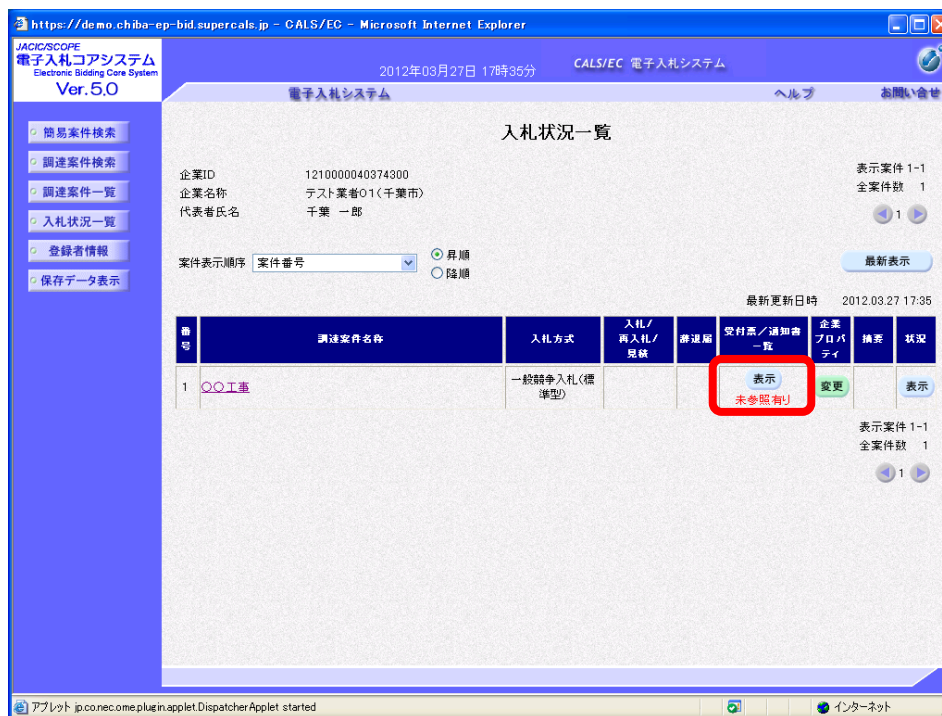 https://demo.chiba-ep-bid.supercals.jp - CALS/EC - Microsoft Internet Explorer
JACIC/SCOPE
電子入札コアシステム
Electronic Bidding Core System
Ver.5.0
2012年03月27日 17時35分
CALS/EC 電子入札システム
電子入札システム
ヘルプ
お問い合せ
簡易案件検索
調達案件検索
調達案件一覧
入札状況一覧
登録者情報
保存データ表示
入札状況一覧
企業ID 1210000040374300
企業名称 テスト業者01(千葉市)
代表者氏名 千葉 一郎
表示案件 1-1
全案件数 1
1
案件表示順序 案件番号
昇順
降順
最新表示
最新更新日時 2012.03.27 17:35
番号 調達案件名称 入札方式 入札/再入札/見積 辞退届 受付票/通知書一覧 企業プロパティ 摘要 状況
1 〇〇工事 一般競争入札(標準型) 表示 未参照有り 変更 表示
表示案件 1-1
全案件数 1
1
アプレット jp.co.nec.ome.plugin.applet.DispatcherApplet started
インターネット